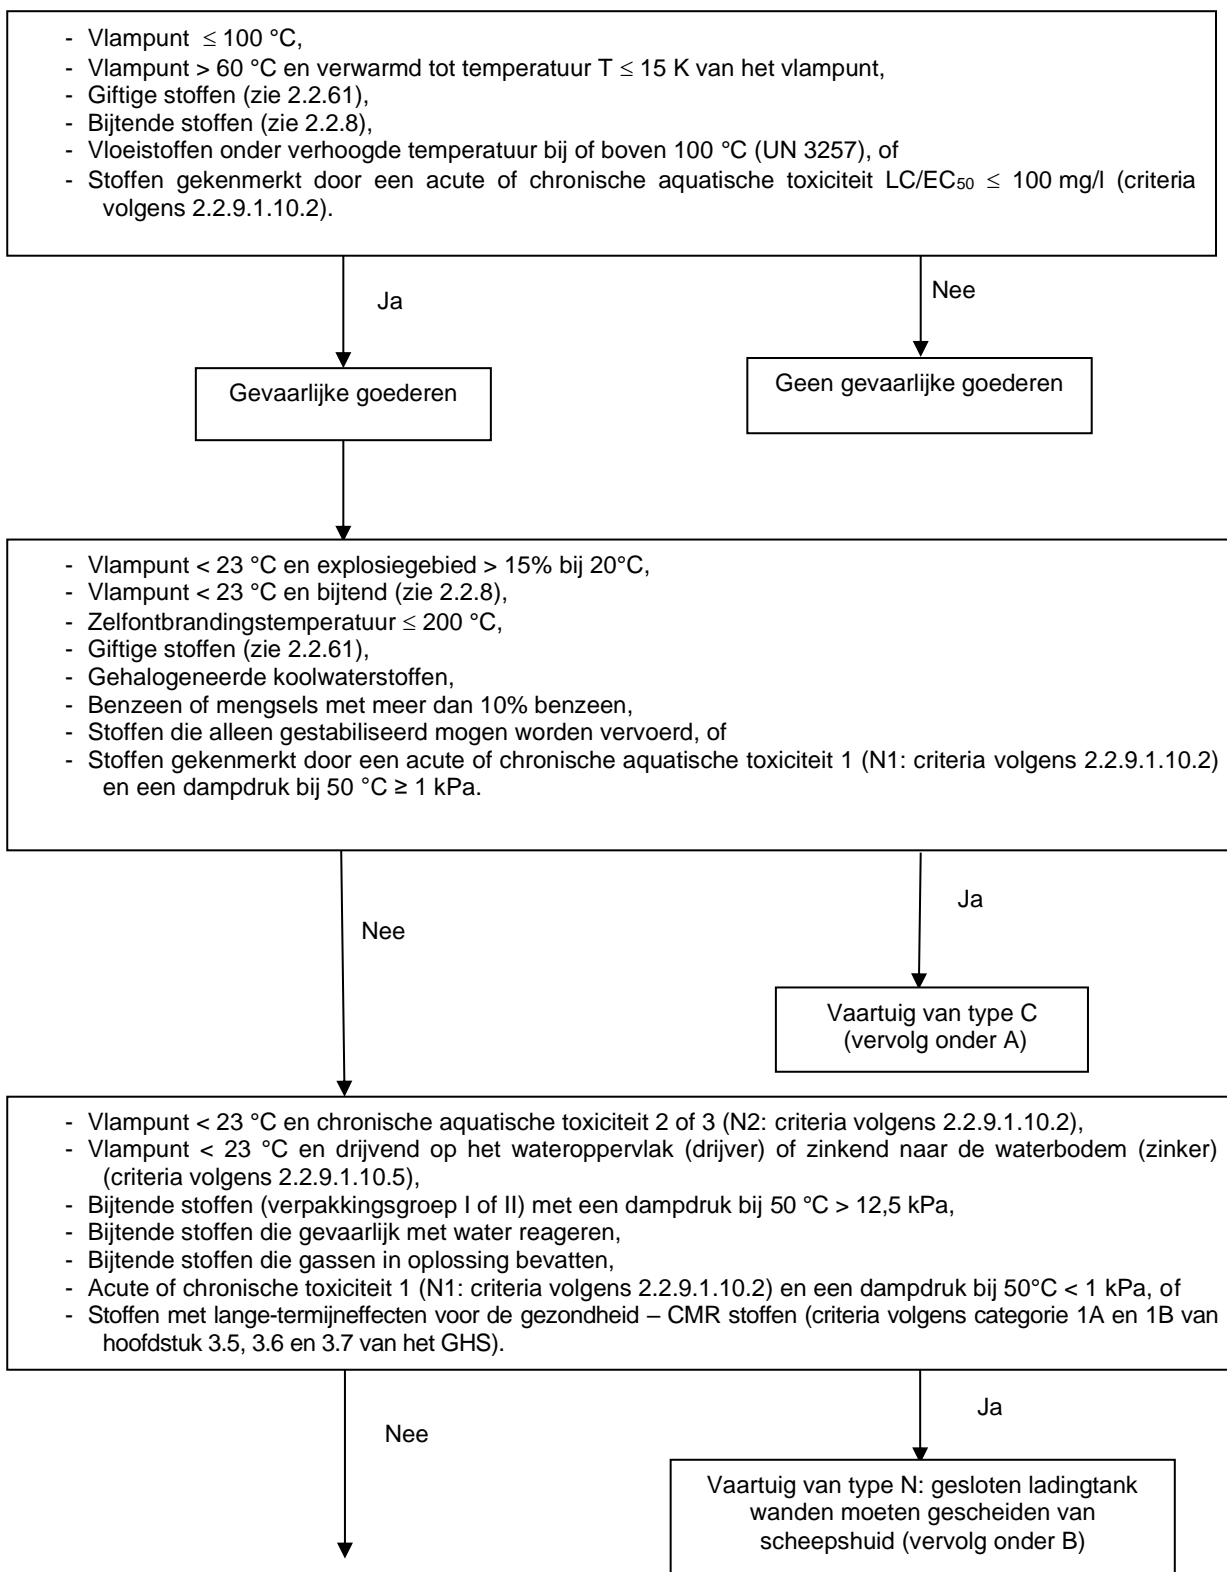 - Vlampunt ≤ 100 °C,
- Vlampunt > 60 °C en verwarmd tot temperatuur T ≤ 15 K van het vlampunt,
- Giftige stoffen (zie 2.2.61),
- Bijtende stoffen (zie 2.2.8),
- Vloeistoffen onder verhoogde temperatuur bij of boven 100 °C (UN 3257), of
- Stoffen gekenmerkt door een acute of chronische aquatische toxiciteit LC/EC50 ≤ 100 mg/l (criteria
volgens 2.2.9.1.10.2).
Ja
Nee
Gevaarlijke goederen
Geen gevaarlijke goederen
- Vlampunt < 23 °C en explosiegebied > 15% bij 20°C,
- Vlampunt < 23 °C en bijtend (zie 2.2.8),
- Zelfontbrandingstemperatuur ≤ 200 °C,
- Giftige stoffen (zie 2.2.61),
- Gehalogeneerde koolwaterstoffen,
- Benzeen of mengsels met meer dan 10% benzeen,
- Stoffen die alleen gestabiliseerd mogen worden vervoerd, of
- Stoffen gekenmerkt door een acute of chronische aquatische toxiciteit 1 (N1: criteria volgens 2.2.9.1.10.2)
en een dampdruk bij 50 °C ≥ 1 kPa.
Nee
Ja
Vaartuig van type C
(vervolg onder A)
- Vlampunt < 23 °C en chronische aquatische toxiciteit 2 of 3 (N2: criteria volgens 2.2.9.1.10.2),
- Vlampunt < 23 °C en drijvend op het wateroppervlak (drijver) of zinkend naar de waterbodem (zinker)
(criteria volgens 2.2.9.1.10.5),
- Bijtende stoffen (verpakkingsgroep I of II) met een dampdruk bij 50 °C > 12,5 kPa,
- Bijtende stoffen die gevaarlijk met water reageren,
- Bijtende stoffen die gassen in oplossing bevatten,
- Acute of chronische toxiciteit 1 (N1: criteria volgens 2.2.9.1.10.2) en een dampdruk bij 50°C < 1 kPa, of
- Stoffen met lange-termijneffecten voor de gezondheid – CMR stoffen (criteria volgens categorie 1A en 1B van
hoofdstuk 3.5, 3.6 en 3.7 van het GHS).
Nee
Ja
Vaartuig van type N: gesloten ladingtank
wanden moeten gescheiden van
scheepshuid (vervolg onder B)